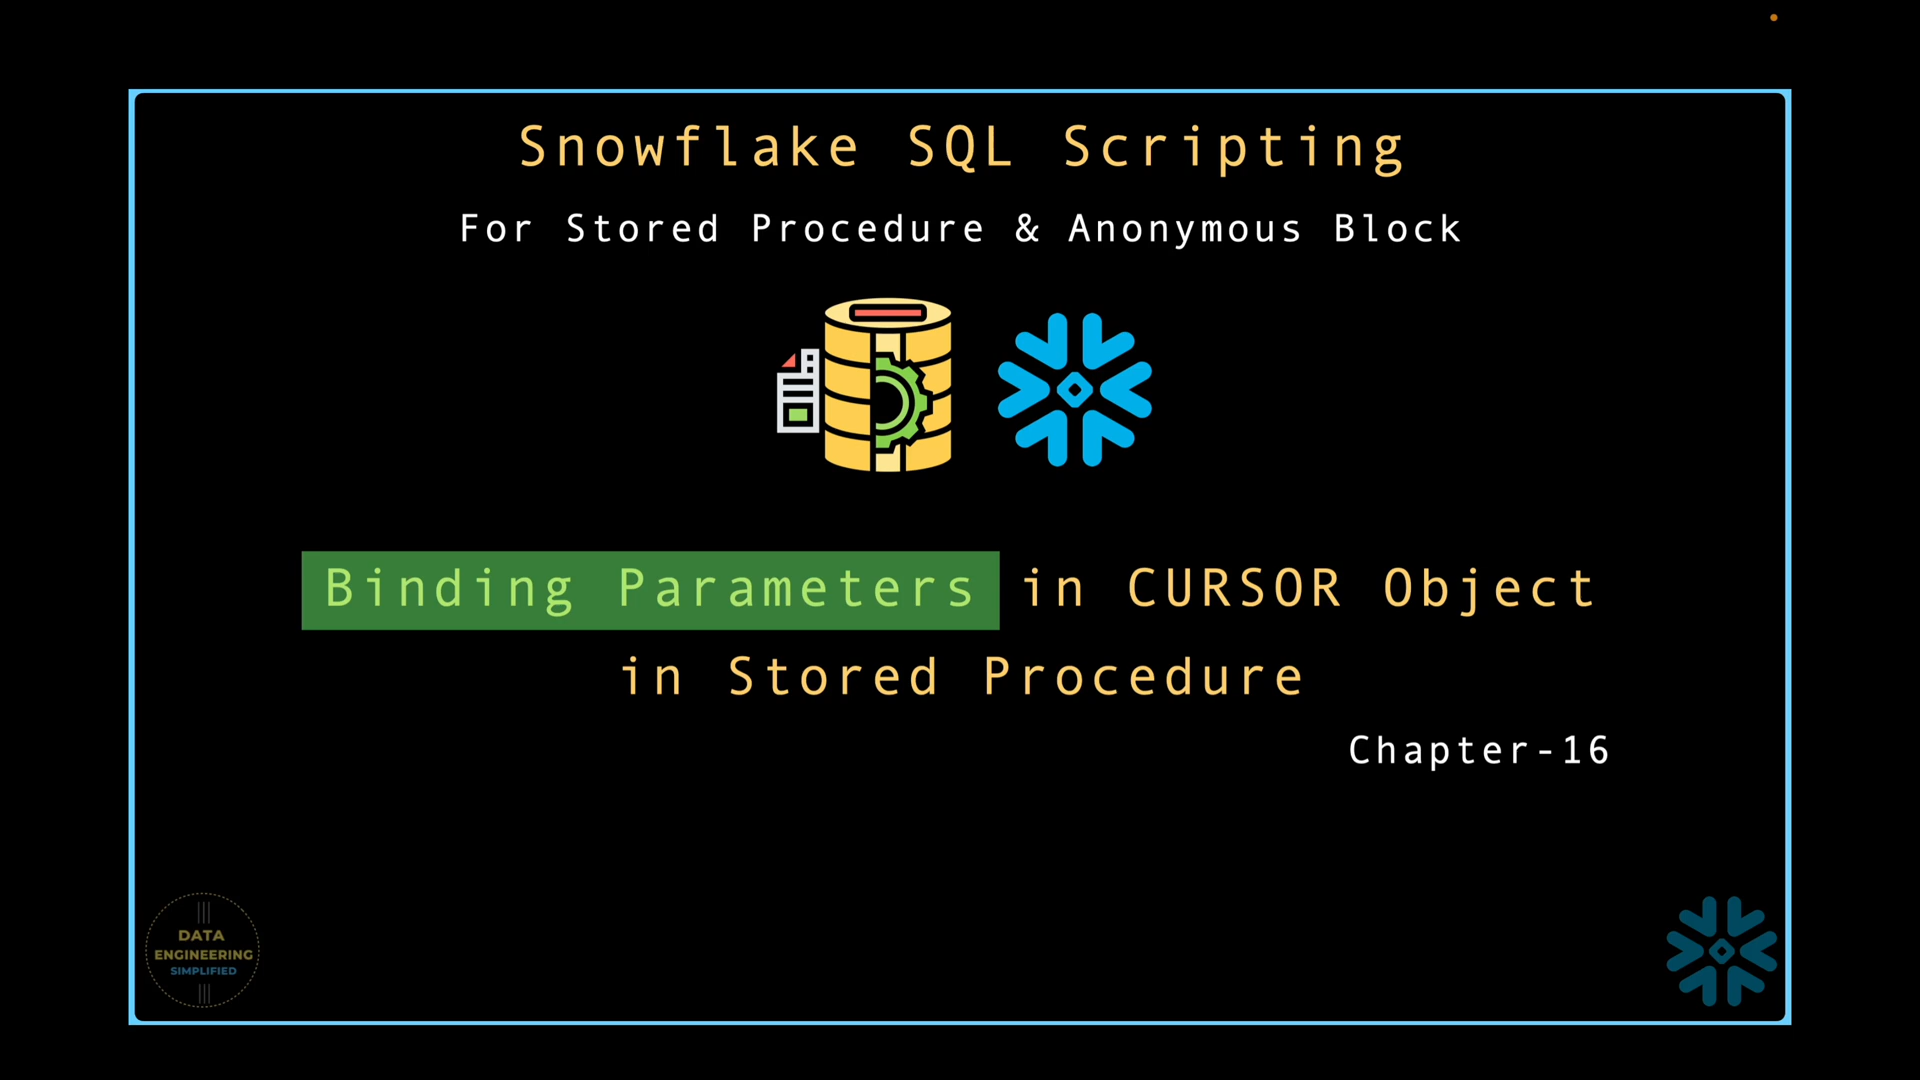 Snowflake SQL Scripting
For Stored Procedure & Anonymous Block
Binding Parameters in CURSOR Object
in Stored Procedure
Chapter-16
DATA
ENGINEERING
SIMPLIFIED